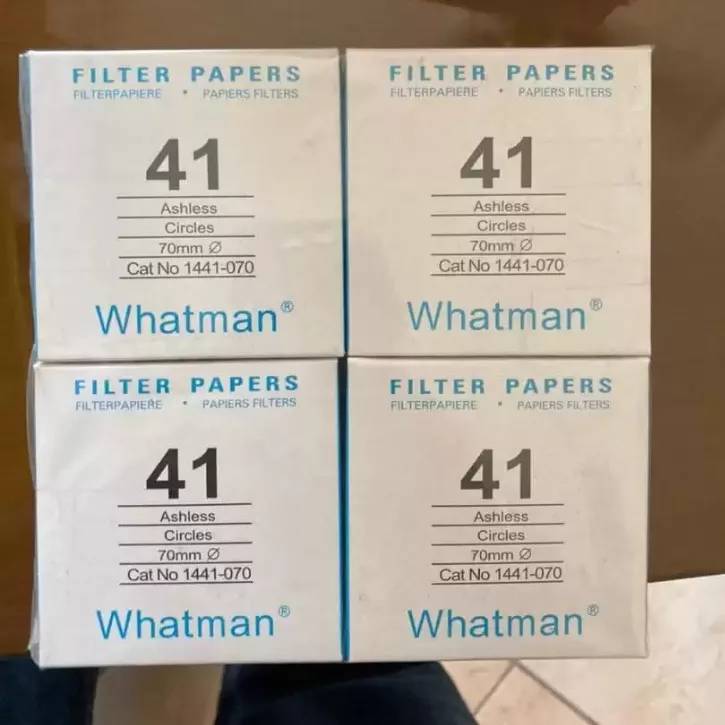 FILTER PAPERS
FILTERPAPIERE • PAPIERS FILTERS
41
Ashless
Circles
70mm Ø
Cat No 1441-070
Whatman®
FILTER PAPERS
FILTERPAPIERE • PAPIERS FILTERS
41
Ashless
Circles
70mm Ø
Cat No 1441-070
Whatman®
FILTER PAPERS
FILTERPAPIERE • PAPIERS FILTERS
41
Ashless
Circles
70mm Ø
Cat No 1441-070
Whatman®
FILTER PAPERS
FILTERPAPIERE • PAPIERS FILTERS
41
Ashless
Circles
70mm Ø
Cat No 1441-070
Whatman®